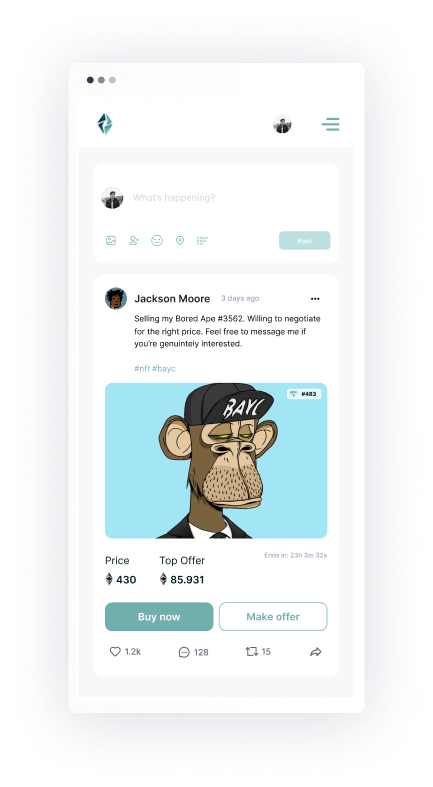 What's happening?
Post
Jackson Moore 3 days ago
Selling my Bored Ape #3562. Wiling to negotiate
for the right price. Feel free to message me if
you're genuintely interested.
#nft #bayc
#483
BAYC
Price Top Offer Ends in: 23h 3m 32s
430 85.931
Buy now Make offer
1.2k 128 15